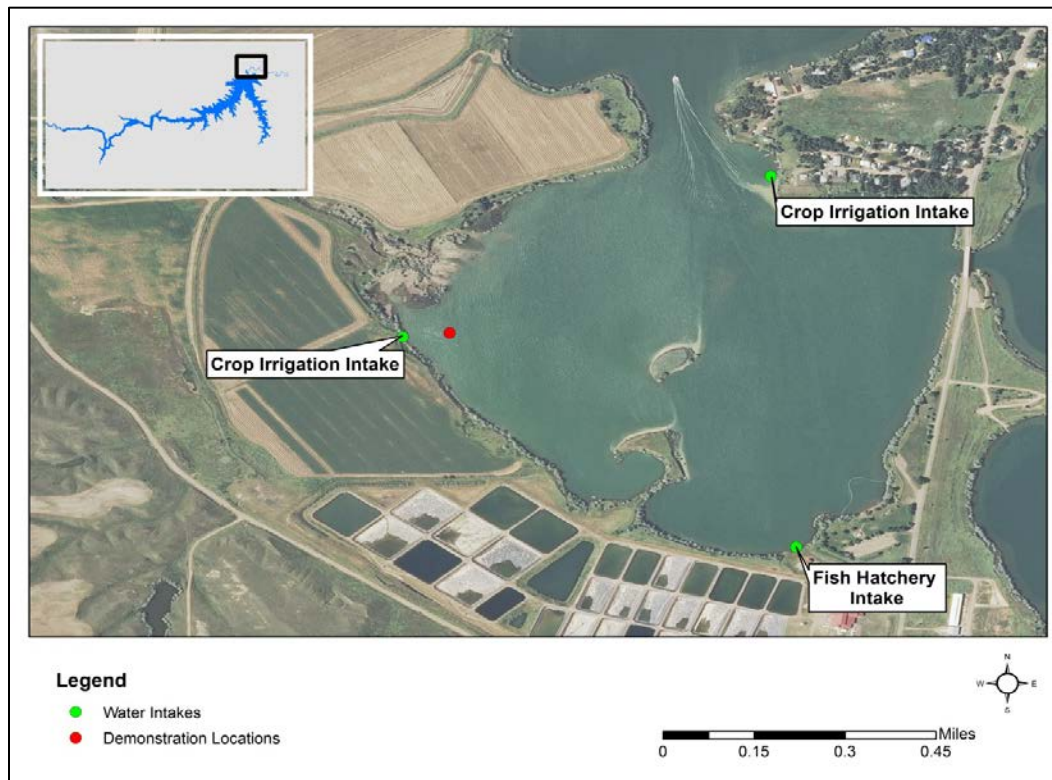 Crop Irrigation Intake
Crop Irrigation Intake
Fish Hatchery
Intake
Legend
Water Intakes
Demonstration Locations
N
W E
S
Miles
0 0.15 0.3 0.45